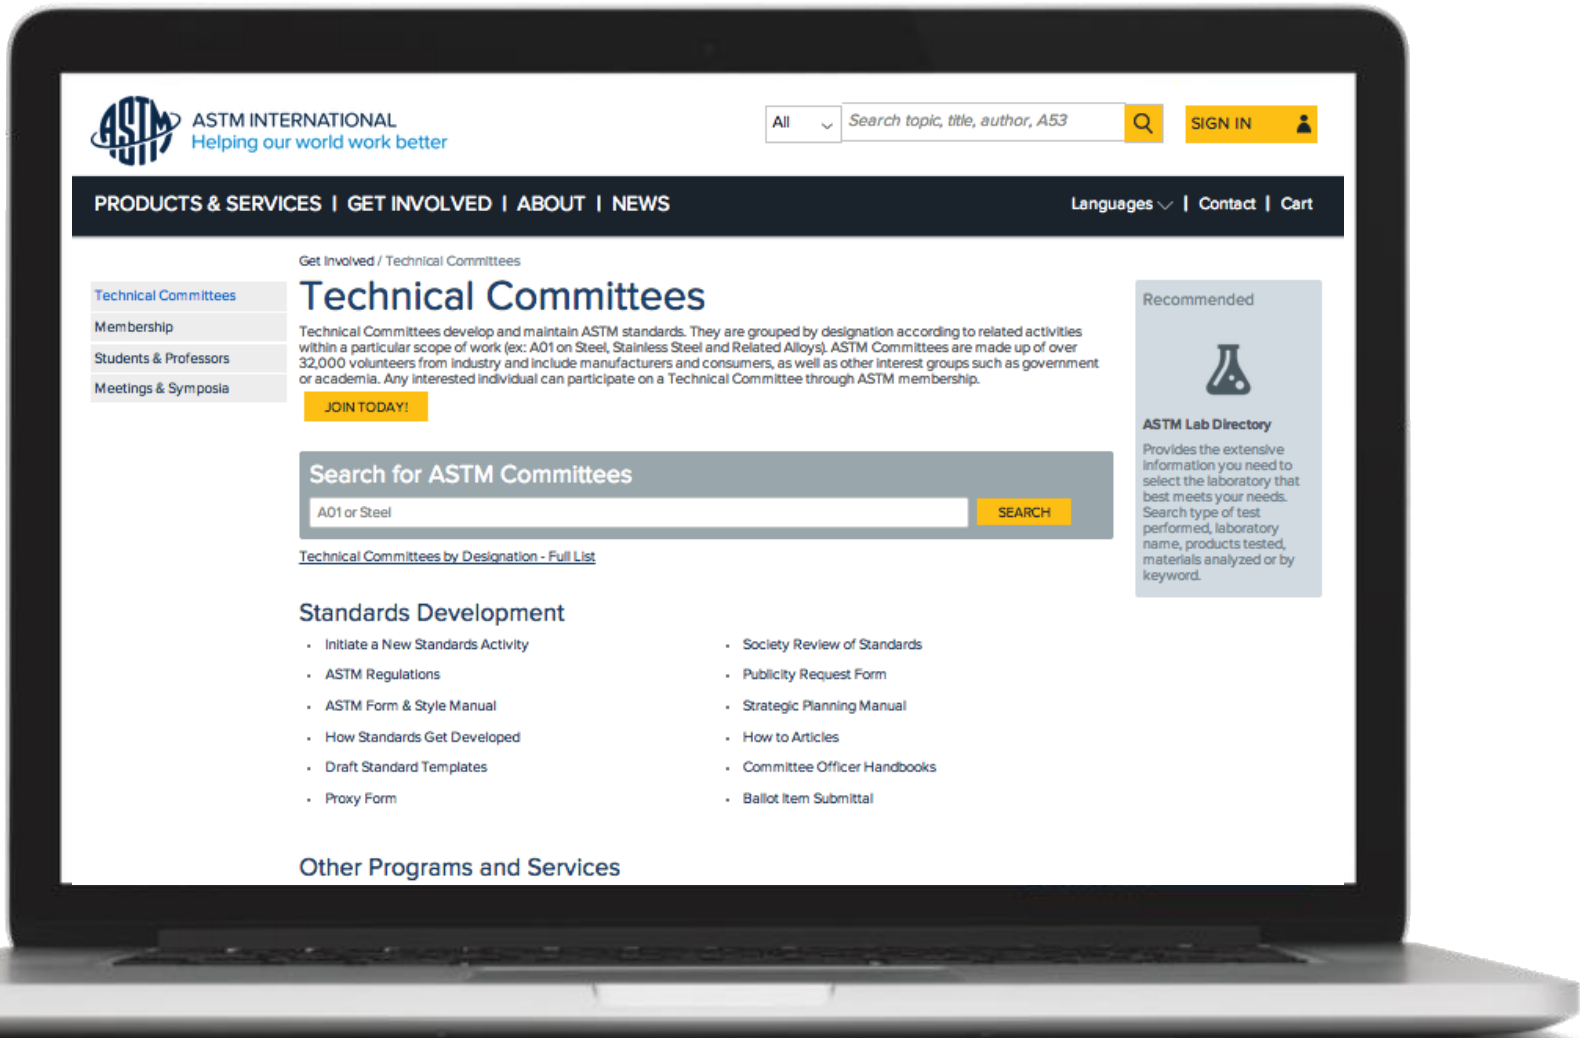 ASTM
ASTM INTERNATIONAL
Helping our world work better
All
Search topic, title, author, A53
SIGN IN
PRODUCTS & SERVICES | GET INVOLVED | ABOUT | NEWS
Languages | Contact | Cart
Get Involved / Technical Committees
Technical Committees
Membership
Students & Professors
Meetings & Symposia
Technical Committees
Technical Committees develop and maintain ASTM standards. They are grouped by designation according to related activities
within a particular scope of work (ex: A01 on Steel, Stainless Steel and Related Alloys). ASTM Committees are made up of over
32,000 volunteers from industry and include manufacturers and consumers, as well as other interest groups such as government
or academia. Any interested individual can participate on a Technical Committee through ASTM membership.
JOIN TODAY!
Search for ASTM Committees
A01 or Steel
SEARCH
Technical Committees by Designation - Full List
Standards Development
• Initiate a New Standards Activity
• ASTM Regulations
• ASTM Form & Style Manual
• How Standards Get Developed
• Draft Standard Templates
• Proxy Form
• Society Review of Standards
• Publicity Request Form
• Strategic Planning Manual
• How to Articles
• Committee Officer Handbooks
• Ballot Item Submittal
Other Programs and Services
Recommended
ASTM Lab Directory
Provides the extensive
information you need to
select the laboratory that
best meets your needs.
Search type of test
performed, laboratory
name, products tested,
materials analyzed or by
keyword.